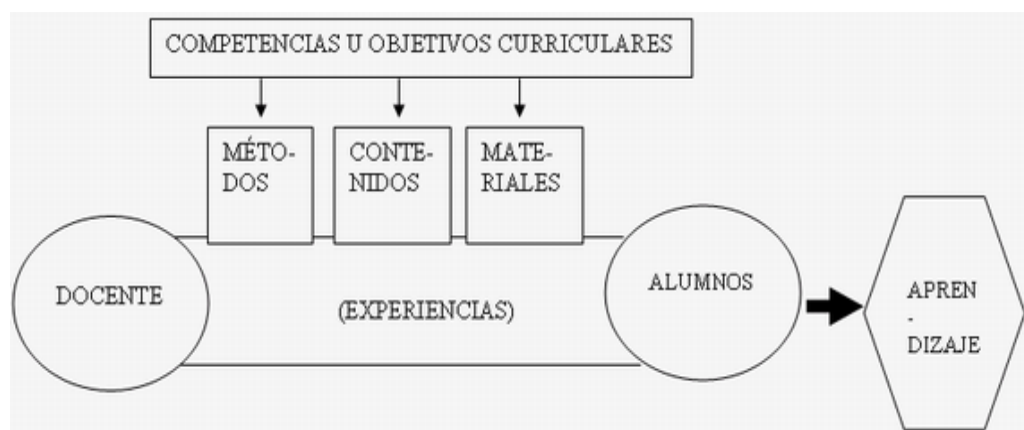 COMPETENCIAS U OBJETIVOS CURRICULARES
MÉTO-
DOS
CONTE-
NIDOS
MATE-
RIALES
DOCENTE
(EXPERIENCIAS)
ALUMNOS
APREN
-
DIZAJE